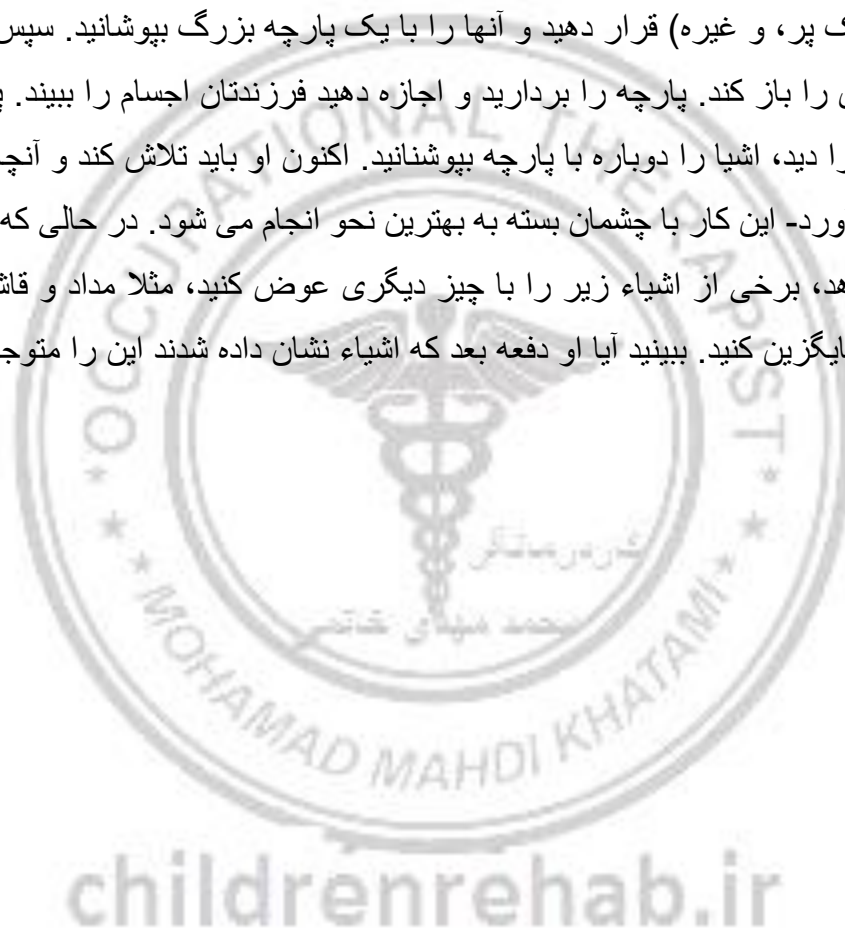 ک پر، و غیره) قرار دهید و آنها را با یک پارچه بزرگ بپوشانید. سپس
را باز کند. پارچه را بردارید و اجازه دهید فرزندتان اجسام را ببیند.
را دید، اشیا را دوباره با پارچه بپوشنانید. اکنون او باید تلاش کند و آنچ
ورد- این کار با چشمان بسته به بهترین نحو انجام می شود. در حالی که
هد، برخی از اشیاء زیر را با چیز دیگری عوض کنید، مثلا مداد و قاش
ایگزین کنید. ببینید آیا او دفعه بعد که اشیاء نشان داده شدند این را متوج
OCCUPATIONAL THERAPIST
کاردرمانگر
محمد مهدی خاتمی
MOHAMAD MAHDI KHATAMI
childrenrehab.ir